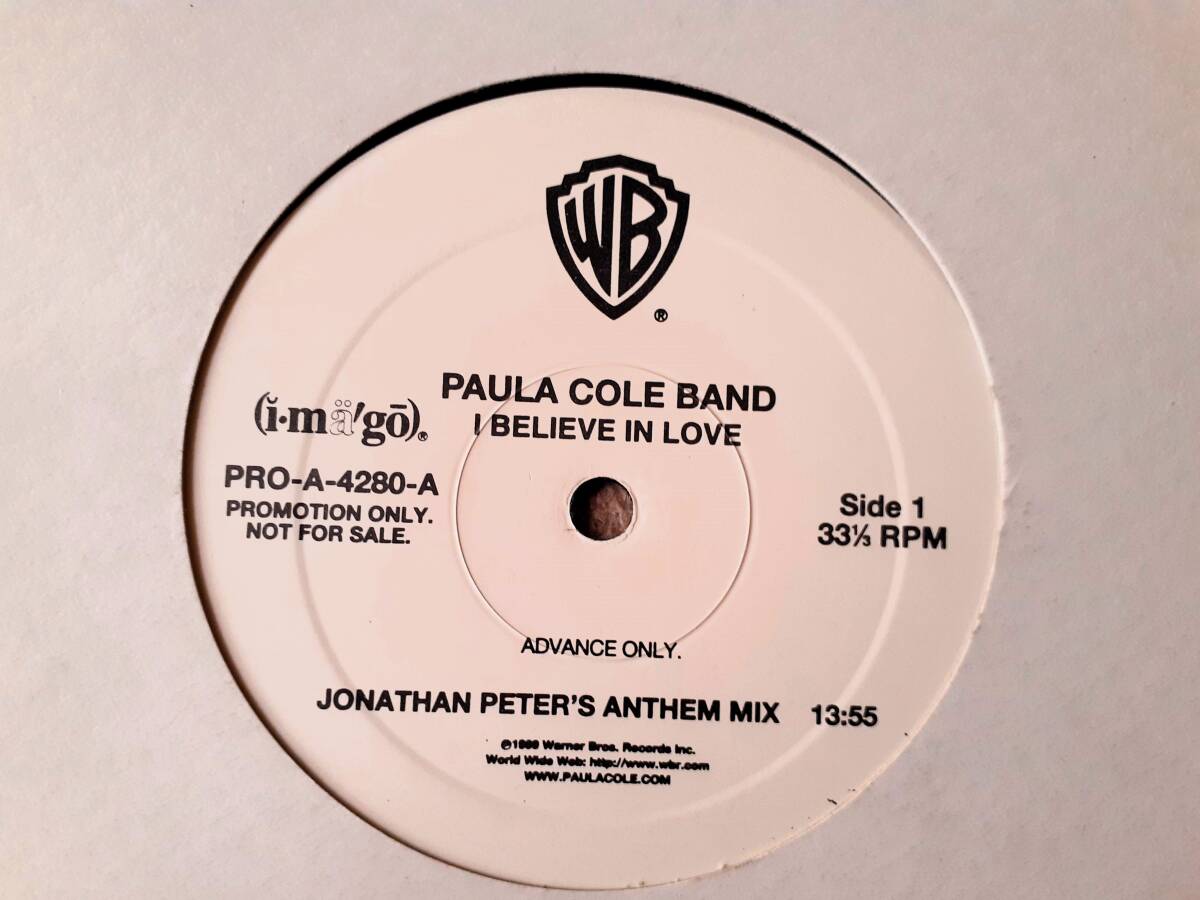 WB®
PAULA COLE BAND
I BELIEVE IN LOVE
(ĭ·mä′gō)®
PRO-A-4280-A
PROMOTION ONLY.
NOT FOR SALE.
Side 1
33⅓ RPM
ADVANCE ONLY.
JONATHAN PETER'S ANTHEM MIX 13:55
℗1999 Warner Bros. Records Inc.
World Wide Web: http://www.wbr.com
WWW.PAULACOLE.COM